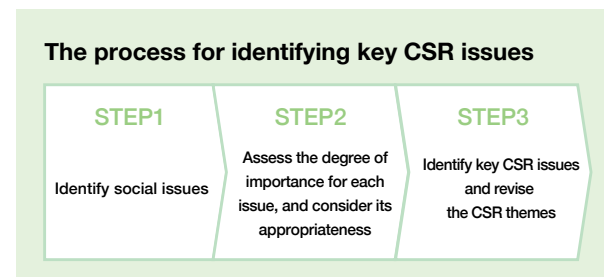 The process for identifying key CSR issues
STEP1
Identify social issues
STEP2
Assess the degree of
importance for each
issue, and consider its
appropriateness
STEP3
Identify key CSR issues
and revise
the CSR themes